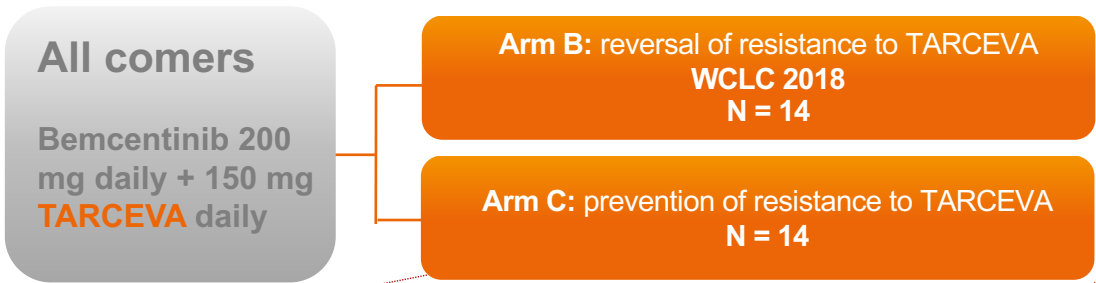 All comers
Bemcentinib 200
mg daily + 150 mg
TARCEVA daily
Arm B: reversal of resistance to TARCEVA
WCLC 2018
N = 14
Arm C: prevention of resistance to TARCEVA
N = 14